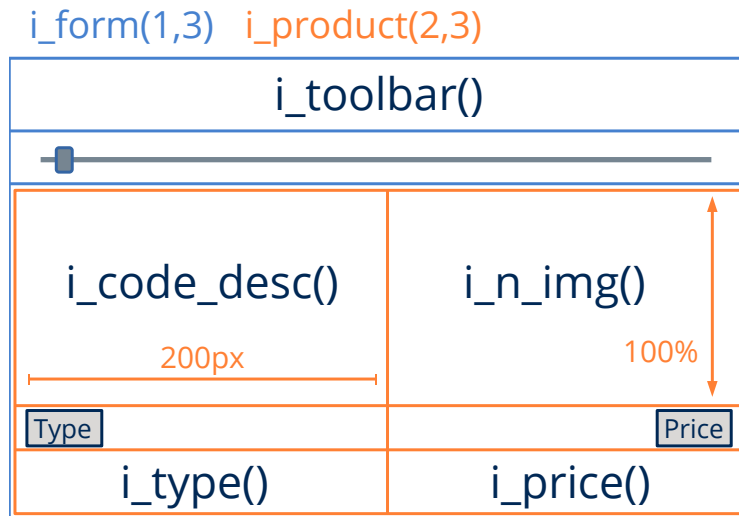 i_form(1,3) i_product(2,3)
i_toolbar()
i_code_desc() i_n_img()
200px 100%
Type Price
i_type() i_price()